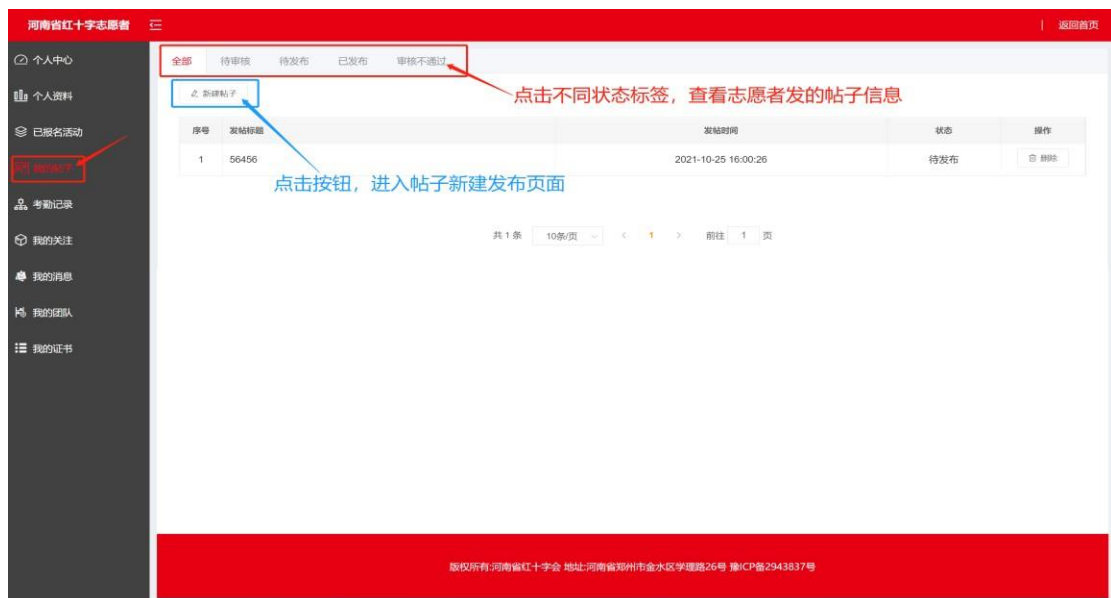 河南省红十字志愿者
返回首页
个人中心
个人资料
已报名活动
我的帖子
考勤记录
我的关注
我的消息
我的团队
我的证书
全部 待审核 待发布 已发布 审核不通过
新建帖子
点击不同状态标签，查看志愿者发的帖子信息
序号 发帖标题 发帖时间 状态 操作
1 56456 2021-10-25 16:00:26 待发布 删除
点击按钮，进入帖子新建发布页面
共 1 条 10条/页 < 1 > 前往 1 页
版权所有:河南省红十字会 地址:河南省郑州市金水区学理路26号 豫ICP备2943837号